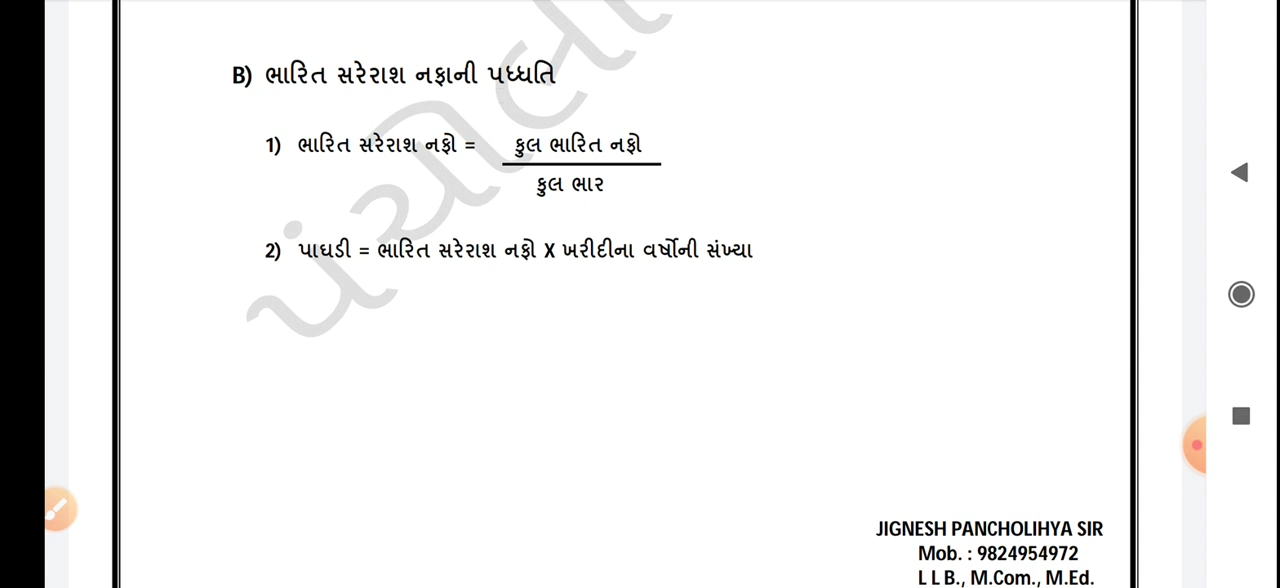 B) ભારિત સરેરાશ નફાની પધ્ધતિ
1) ભારિત સરેરાશ નફો = કુલ ભારિત નફો
કુલ ભાર
2) પાઘડી = ભારિત સરેરાશ નફો X ખરીદીના વર્ષોની સંખ્યા
JIGNESH PANCHOLIHYA SIR
Mob. : 9824954972
L L B., M.Com., M.Ed.